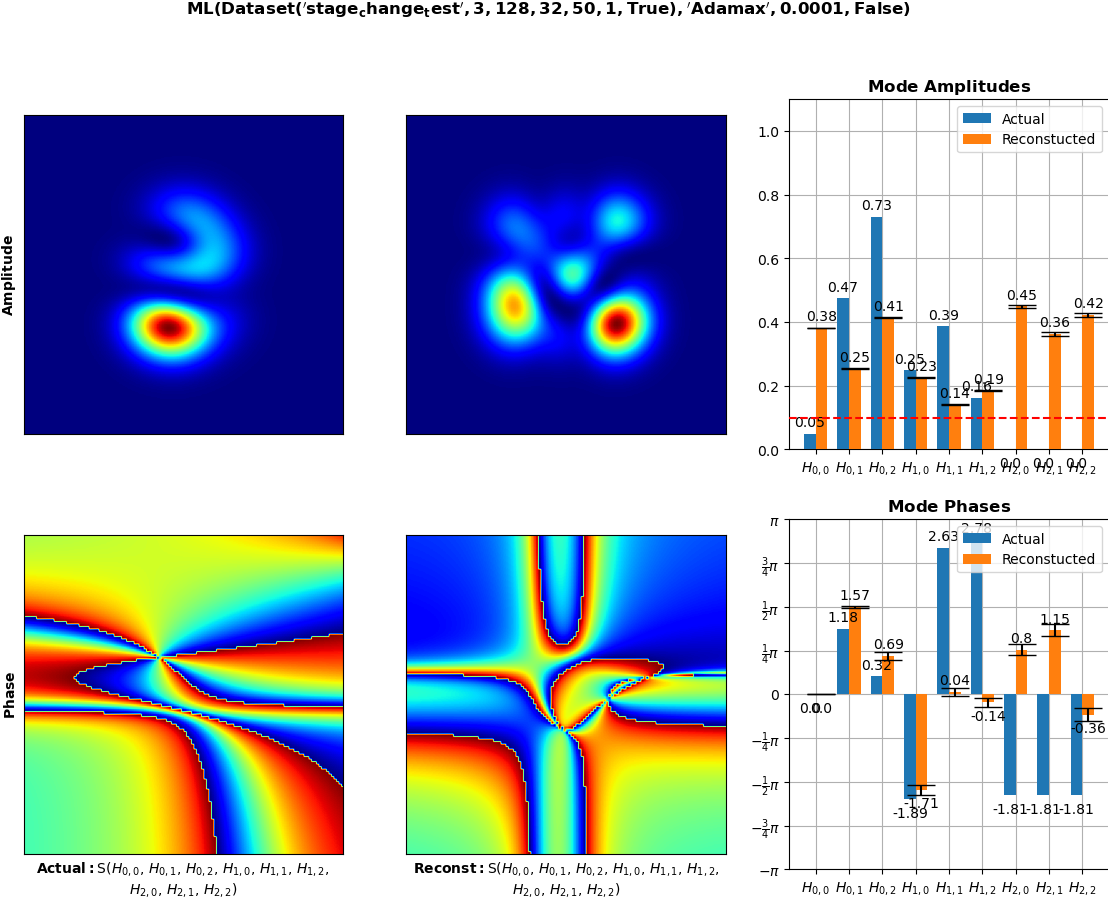 ML(Dataset('stage_change_test', 3, 128, 32, 50, 1, True), 'Adamax', 0.0001, False)
Amplitude
Mode Amplitudes
Actual
Reconstucted
1.0
0.8
0.6
0.4
0.2
0.0
0.05
0.38
0.47
0.25
0.73
0.41
0.25
0.23
0.39
0.14
0.16
0.19
0.0
0.45
0.0
0.36
0.0
0.42
H0,0 H0,1 H0,2 H1,0 H1,1 H1,2 H2,0 H2,1 H2,2
Phase
Mode Phases
Actual
Reconstucted
π
3/4π
1/2π
1/4π
0
−1/4π
−1/2π
−3/4π
−π
0.0
0.0
1.18
1.57
0.32
0.69
-1.89
-1.71
2.63
0.04
2.78
-0.14
-1.81
0.8
-1.81
1.15
-1.81
-0.36
H0,0 H0,1 H0,2 H1,0 H1,1 H1,2 H2,0 H2,1 H2,2
Actual: S(H0,0, H0,1, H0,2, H1,0, H1,1, H1,2,
H2,0, H2,1, H2,2)
Reconst: S(H0,0, H0,1, H0,2, H1,0, H1,1, H1,2,
H2,0, H2,1, H2,2)